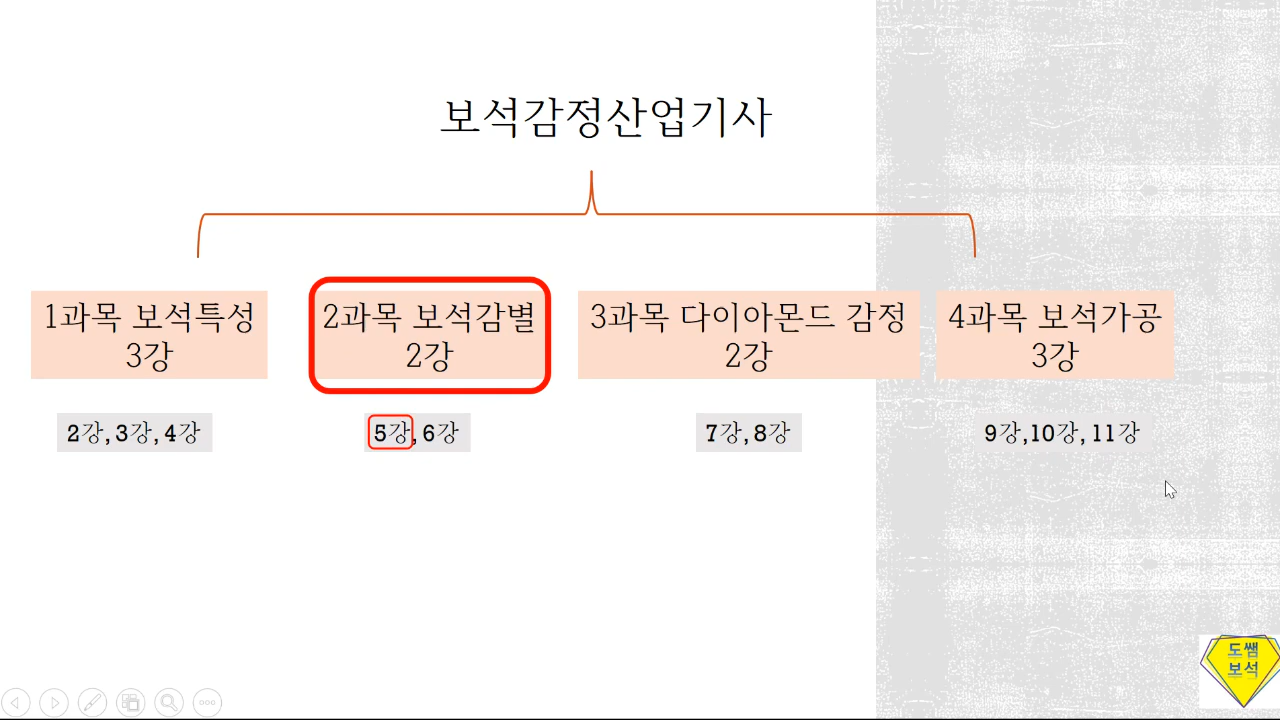 보석감정산업기사
1과목 보석특성
3강
2과목 보석감별
2강
3과목 다이아몬드 감정
2강
4과목 보석가공
3강
2강, 3강, 4강
5강, 6강
7강, 8강
9강,10강, 11강
도쌤
보석